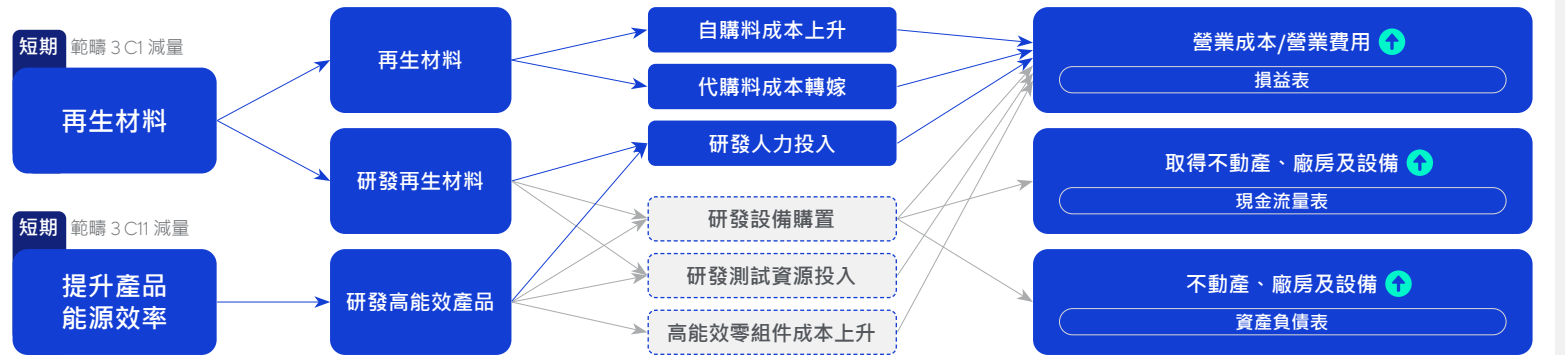 短期 範疇 3 C1 減量
再生材料
短期 範疇 3 C11 減量
提升產品
能源效率
再生材料
研發再生材料
研發高能效產品
自購料成本上升
代購料成本轉嫁
研發人力投入
研發設備購置
研發測試資源投入
高能效零組件成本上升
營業成本/營業費用
損益表
取得不動產、廠房及設備
現金流量表
不動產、廠房及設備
資產負債表